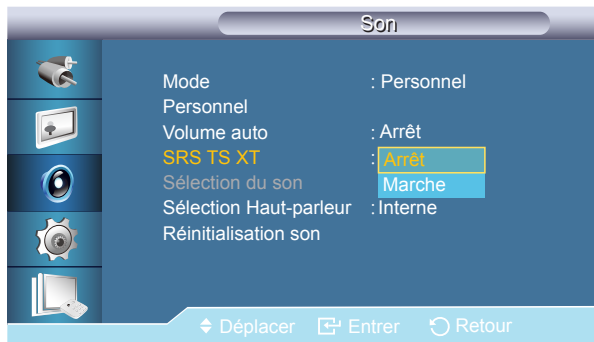 Son
Mode : Personnel
Personnel
Volume auto : Arrêt
SRS TS XT : Arrêt
Marche
Sélection du son
Sélection Haut-parleur : Interne
Réinitialisation son
Déplacer Entrer Retour